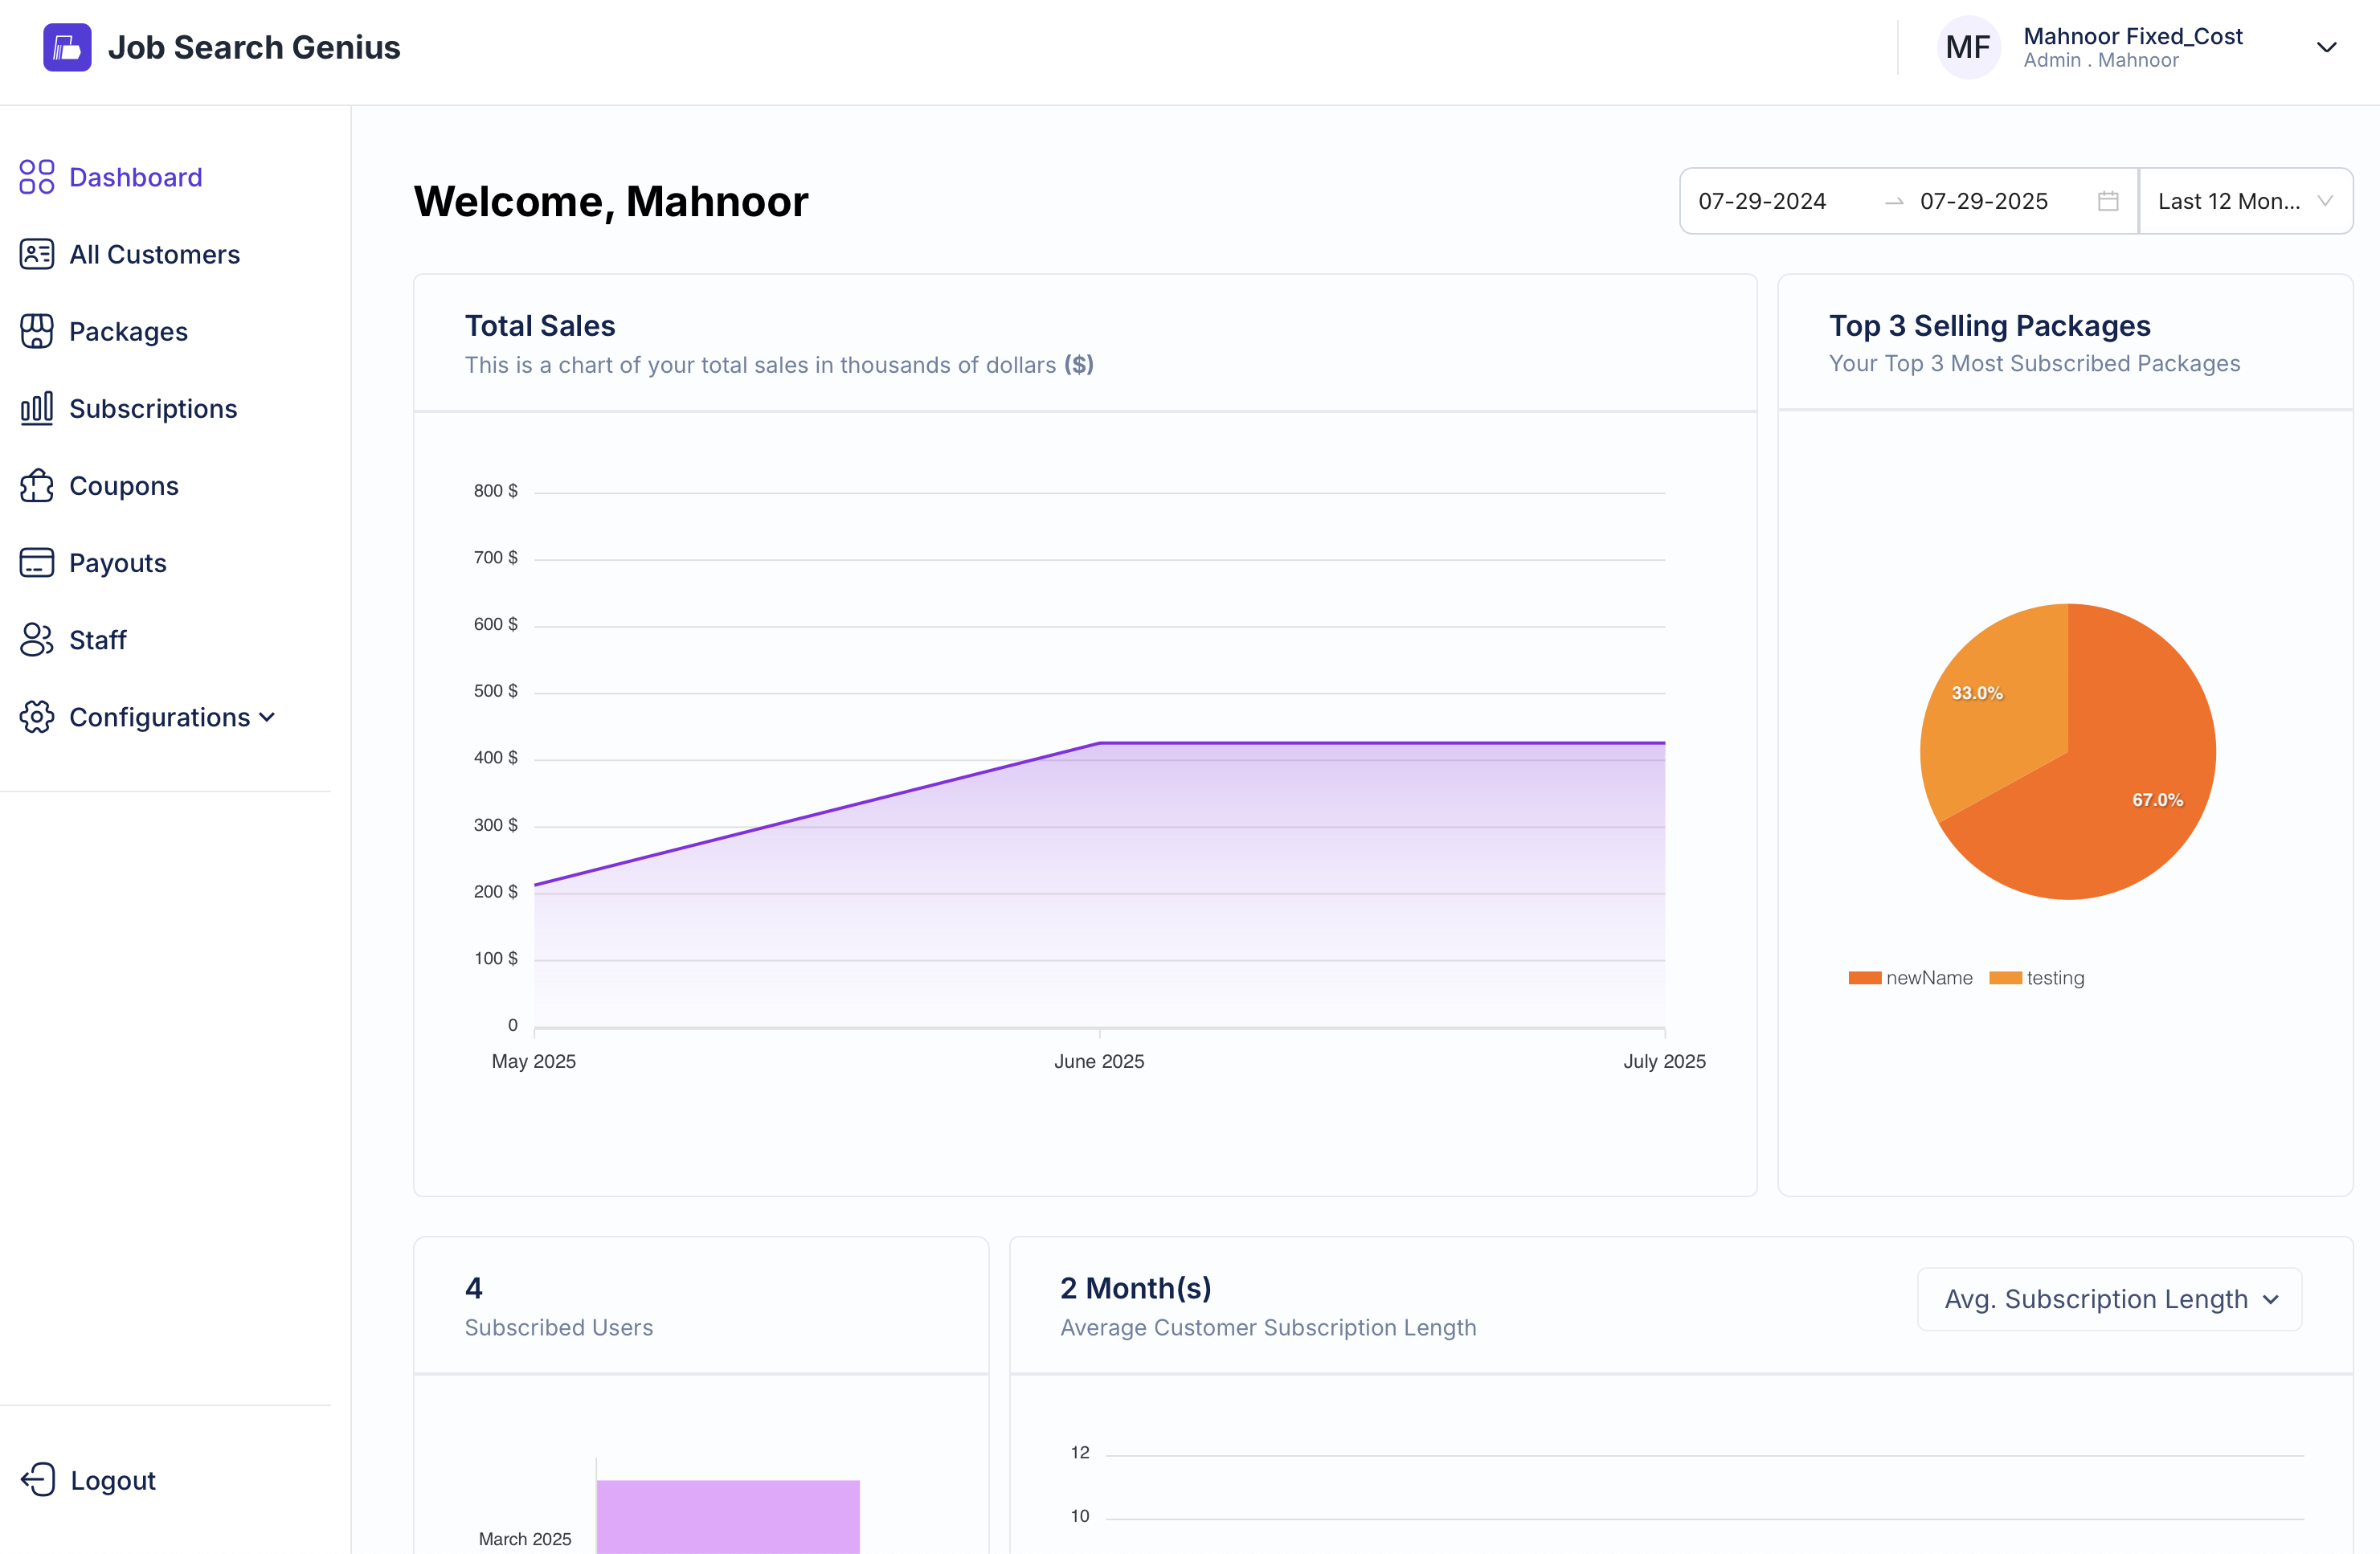 Job Search Genius
MF
Mahnoor Fixed_Cost
Admin . Mahnoor
Dashboard
All Customers
Packages
Subscriptions
Coupons
Payouts
Staff
Configurations
Logout
Welcome, Mahnoor
07-29-2024
07-29-2025
Last 12 Mon...
Total Sales
This is a chart of your total sales in thousands of dollars ($)
800 $
700 $
600 $
500 $
400 $
300 $
200 $
100 $
0
May 2025
June 2025
July 2025
Top 3 Selling Packages
Your Top 3 Most Subscribed Packages
33.0%
67.0%
newName
testing
4
Subscribed Users
March 2025
2 Month(s)
Average Customer Subscription Length
Avg. Subscription Length
12
10